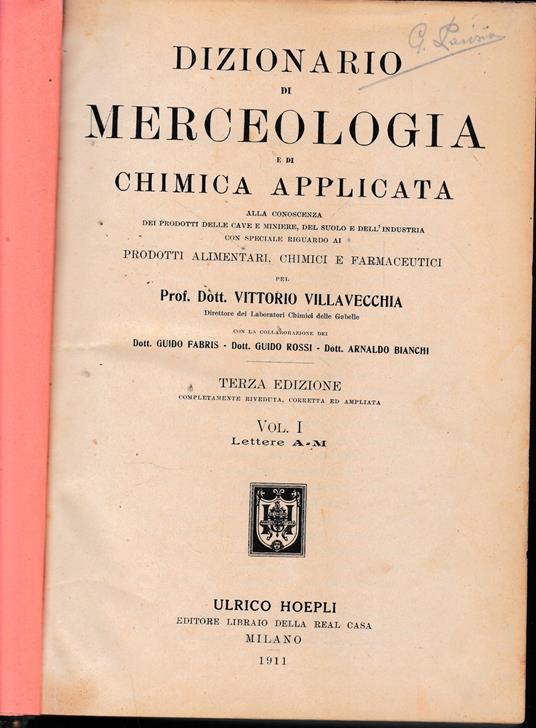 DIZIONARIO
DI
MERCEOLOGIA
E DI
CHIMICA APPLICATA
ALLA CONOSCENZA
DEI PRODOTTI DELLE CAVE E MINIERE, DEL SUOLO E DELL'INDUSTRIA
CON SPECIALE RIGUARDO AI
PRODOTTI ALIMENTARI, CHIMICI E FARMACEUTICI
PEL
Prof. Dott. VITTORIO VILLAVECCHIA
Direttore dei Laboratori Chimici delle Gabelle
CON LA COLLABORAZIONE DEI
Dott. GUIDO FABRIS - Dott. GUIDO ROSSI - Dott. ARNALDO BIANCHI
TERZA EDIZIONE
COMPLETAMENTE RIVEDUTA, CORRETTA ED AMPLIATA
VOL. I
Lettere A-M
ULRICO HOEPLI
EDITORE LIBRAIO DELLA REAL CASA
MILANO
1911